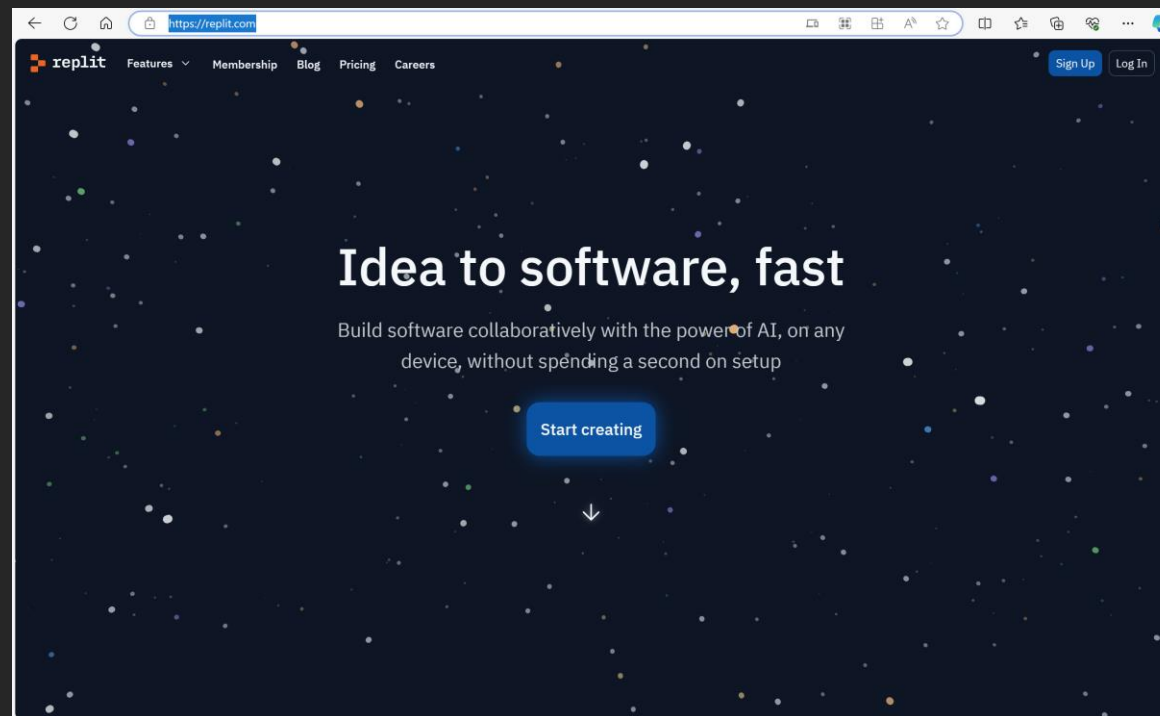 https://replit.com
replit Features Membership Blog Pricing Careers Sign Up Log In
Idea to software, fast
Build software collaboratively with the power of AI, on any
device, without spending a second on setup
Start creating